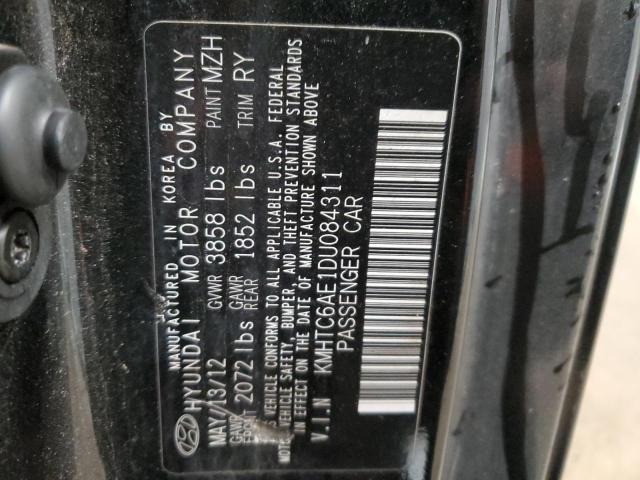 MANUFACTURED IN KOREA BY
HYUNDAI MOTOR COMPANY
MAY/13/12 GVWR 3858 lbs PAINT MZH
GAWR FRONT 2072 lbs GAWR REAR 1852 lbs TRIM RY
VEHICLE CONFORMS TO ALL APPLICABLE U.S.A. FEDERAL
MOTOR VEHICLE SAFETY, BUMPER, AND THEFT PREVENTION STANDARDS
IN EFFECT ON THE DATE OF MANUFACTURE SHOWN ABOVE
V.I.N KMHTC6AE1DU084311
PASSENGER CAR